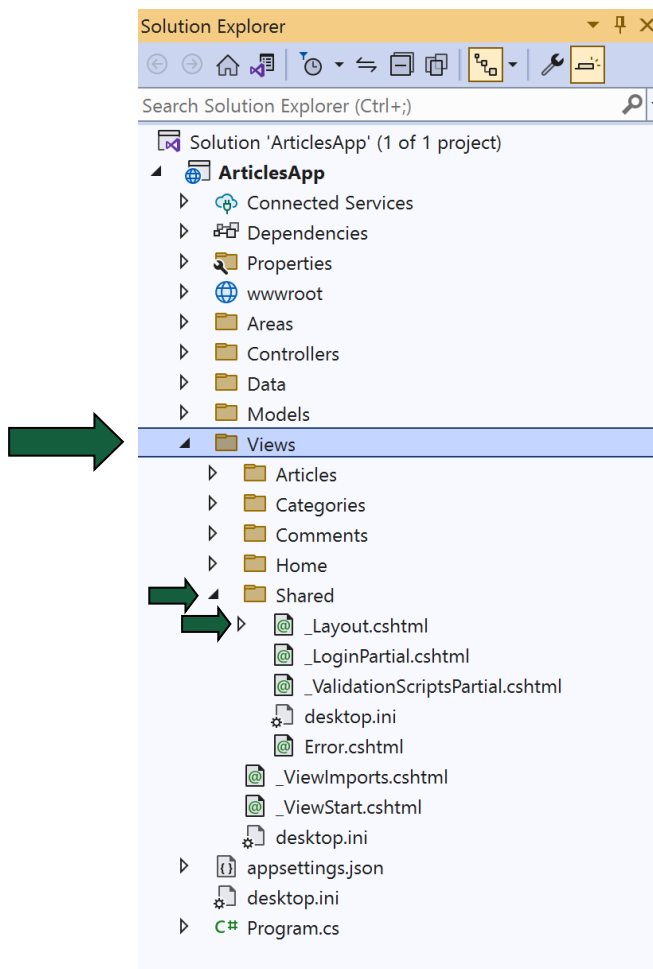 Solution Explorer
Search Solution Explorer (Ctrl+;)
Solution 'ArticlesApp' (1 of 1 project)
ArticlesApp
Connected Services
Dependencies
Properties
wwwroot
Areas
Controllers
Data
Models
Views
Articles
Categories
Comments
Home
Shared
_Layout.cshtml
_LoginPartial.cshtml
_ValidationScriptsPartial.cshtml
desktop.ini
Error.cshtml
_ViewImports.cshtml
_ViewStart.cshtml
desktop.ini
appsettings.json
desktop.ini
C# Program.cs